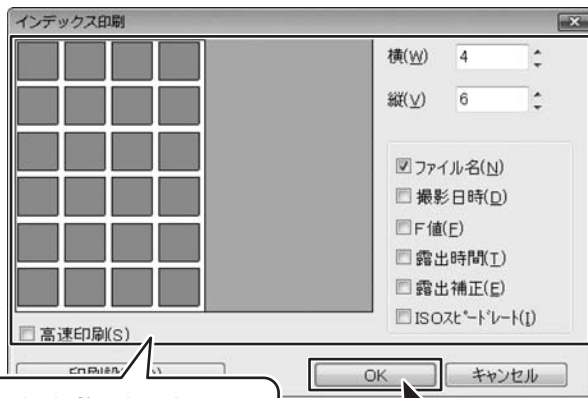 インデックス印刷
横(W) 4
縦(V) 6
ファイル名(N)
撮影日時(D)
F値(F)
露出時間(T)
露出補正(E)
ISOスピードレート(I)
高速印刷(S)
OK
キャンセル